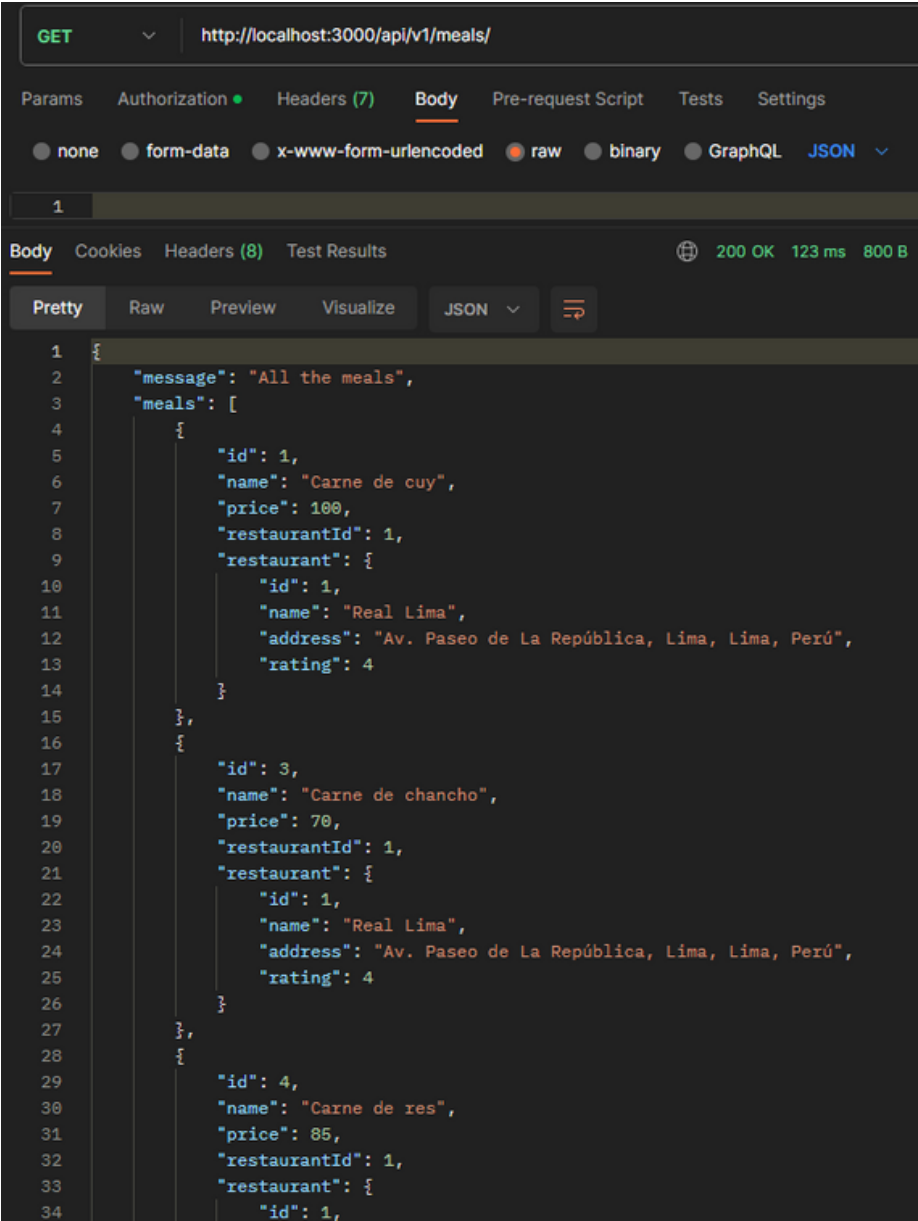 GET http://localhost:3000/api/v1/meals/
Params Authorization Headers (7) Body Pre-request Script Tests Settings
none form-data x-www-form-urlencoded raw binary GraphQL JSON
1
Body Cookies Headers (8) Test Results 200 OK 123 ms 800 B
Pretty Raw Preview Visualize JSON
1 {
2 "message": "All the meals",
3 "meals": [
4 {
5 "id": 1,
6 "name": "Carne de cuy",
7 "price": 100,
8 "restaurantId": 1,
9 "restaurant": {
10 "id": 1,
11 "name": "Real Lima",
12 "address": "Av. Paseo de La República, Lima, Lima, Perú",
13 "rating": 4
14 }
15 },
16 {
17 "id": 3,
18 "name": "Carne de chancho",
19 "price": 70,
20 "restaurantId": 1,
21 "restaurant": {
22 "id": 1,
23 "name": "Real Lima",
24 "address": "Av. Paseo de La República, Lima, Lima, Perú",
25 "rating": 4
26 }
27 },
28 {
29 "id": 4,
30 "name": "Carne de res",
31 "price": 85,
32 "restaurantId": 1,
33 "restaurant": {
34 "id": 1,